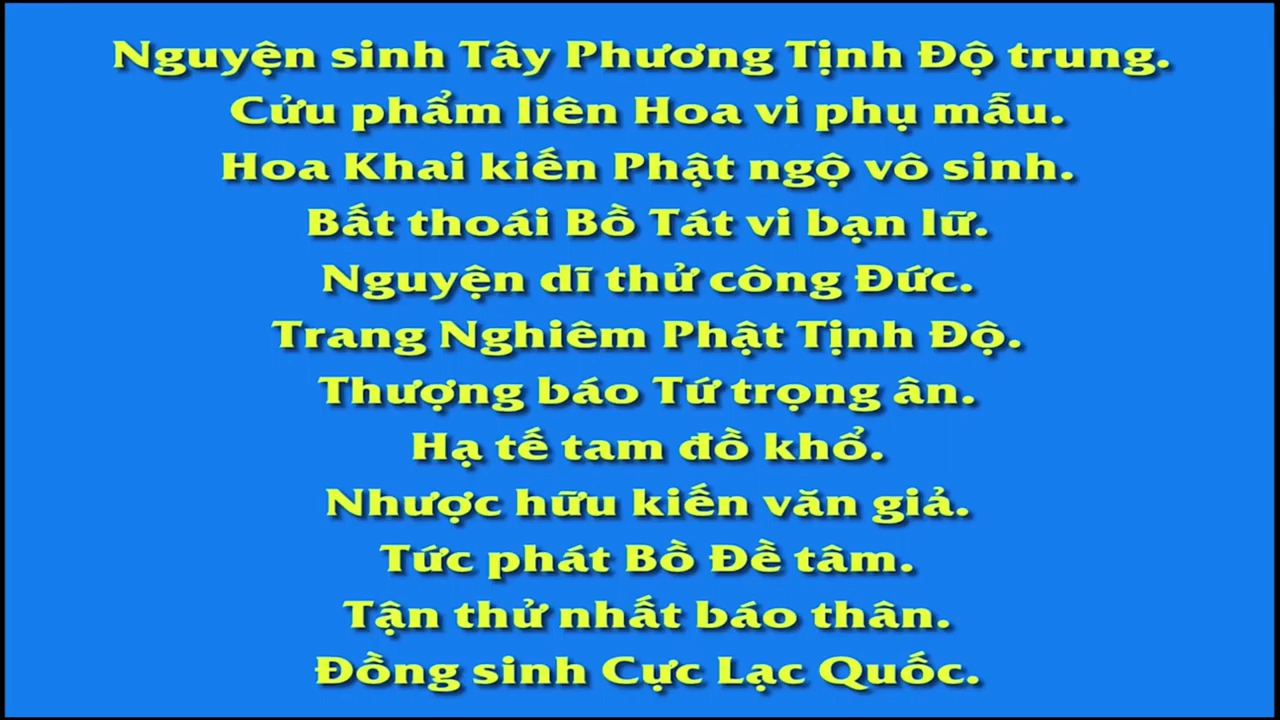 Nguyện sinh Tây Phương Tịnh Độ trung.
Cửu phẩm liên Hoa vi phụ mẫu.
Hoa Khai kiến Phật ngộ vô sinh.
Bất thoái Bồ Tát vi bạn lữ.
Nguyện dĩ thử công Đức.
Trang Nghiêm Phật Tịnh Độ.
Thượng báo Tứ trọng ân.
Hạ tế tam đồ khổ.
Nhược hữu kiến văn giả.
Tức phát Bồ Đề tâm.
Tận thử nhất báo thân.
Đồng sinh Cực Lạc Quốc.